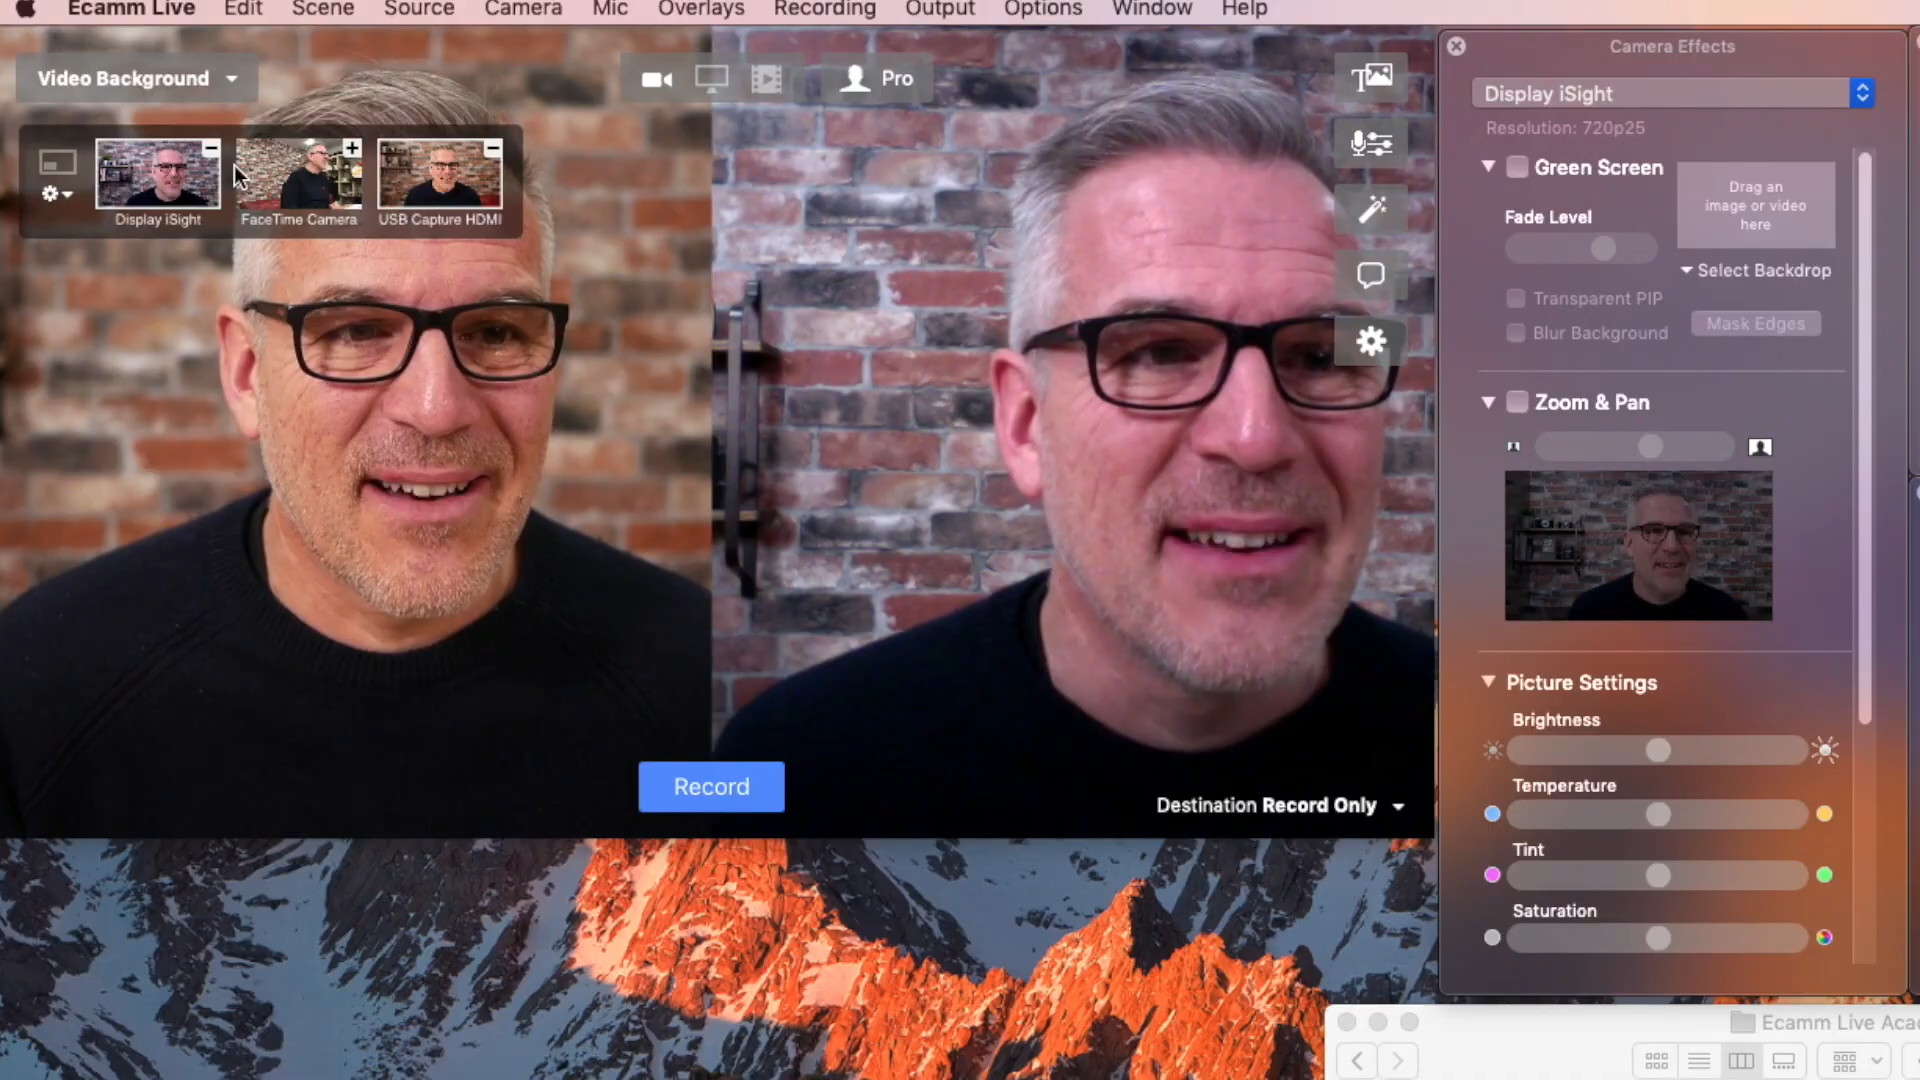 Ecamm Live Edit Scene Source Camera Mic Overlays Recording Output Options Window Help
Video Background
Pro
Display iSight
FaceTime Camera
USB Capture HDMI
Record
Destination Record Only
Camera Effects
Display iSight
Resolution: 720p25
Green Screen
Drag an
image or video
here
Fade Level
Select Backdrop
Transparent PIP
Mask Edges
Blur Background
Zoom & Pan
Picture Settings
Brightness
Temperature
Tint
Saturation
Ecamm Live Aca